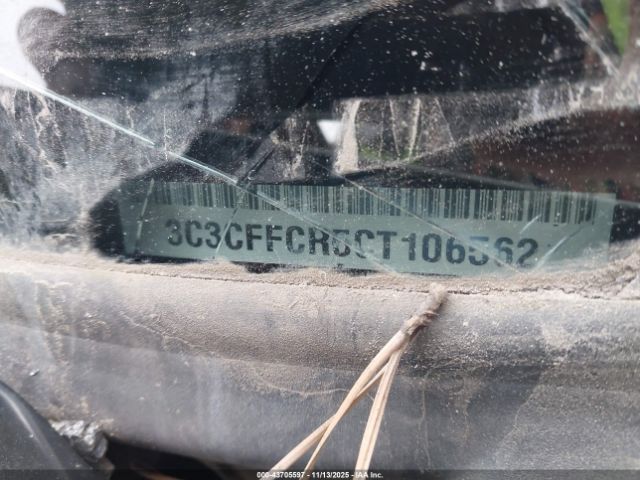 3C3CFFCR5CT106562
000-43705597 - 11/13/2025 - IAA Inc.